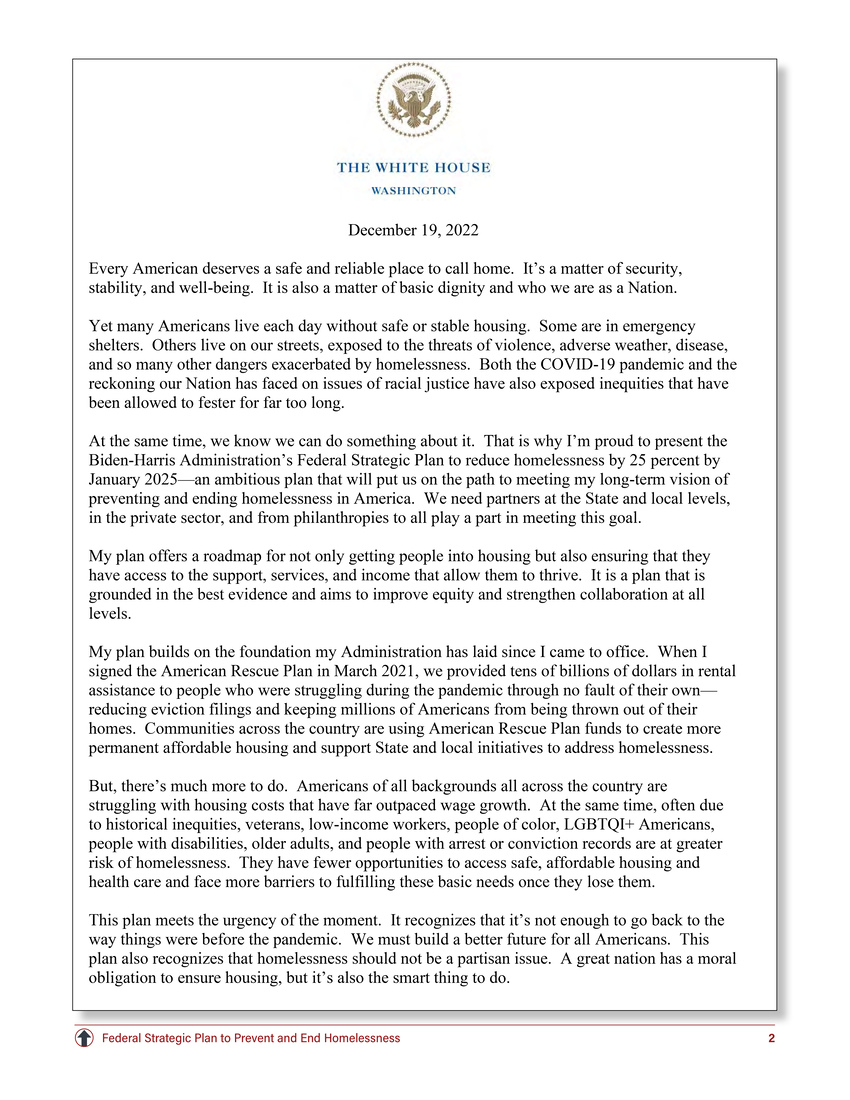 THE WHITE HOUSE
WASHINGTON
December 19, 2022
Every American deserves a safe and reliable place to call home.  It’s a matter of security,
stability, and well-being.  It is also a matter of basic dignity and who we are as a Nation.
Yet many Americans live each day without safe or stable housing.  Some are in emergency
shelters.  Others live on our streets, exposed to the threats of violence, adverse weather, disease,
and so many other dangers exacerbated by homelessness.  Both the COVID-19 pandemic and the
reckoning our Nation has faced on issues of racial justice have also exposed inequities that have
been allowed to fester for far too long.
At the same time, we know we can do something about it.  That is why I’m proud to present the
Biden-Harris Administration’s Federal Strategic Plan to reduce homelessness by 25 percent by
January 2025—an ambitious plan that will put us on the path to meeting my long-term vision of
preventing and ending homelessness in America.  We need partners at the State and local levels,
in the private sector, and from philanthropies to all play a part in meeting this goal.
My plan offers a roadmap for not only getting people into housing but also ensuring that they
have access to the support, services, and income that allow them to thrive.  It is a plan that is
grounded in the best evidence and aims to improve equity and strengthen collaboration at all
levels.
My plan builds on the foundation my Administration has laid since I came to office.  When I
signed the American Rescue Plan in March 2021, we provided tens of billions of dollars in rental
assistance to people who were struggling during the pandemic through no fault of their own—
reducing eviction filings and keeping millions of Americans from being thrown out of their
homes.  Communities across the country are using American Rescue Plan funds to create more
permanent affordable housing and support State and local initiatives to address homelessness.
But, there’s much more to do.  Americans of all backgrounds all across the country are
struggling with housing costs that have far outpaced wage growth.  At the same time, often due
to historical inequities, veterans, low-income workers, people of color, LGBTQI+ Americans,
people with disabilities, older adults, and people with arrest or conviction records are at greater
risk of homelessness.  They have fewer opportunities to access safe, affordable housing and
health care and face more barriers to fulfilling these basic needs once they lose them.
This plan meets the urgency of the moment.  It recognizes that it’s not enough to go back to the
way things were before the pandemic.  We must build a better future for all Americans.  This
plan also recognizes that homelessness should not be a partisan issue.  A great nation has a moral
obligation to ensure housing, but it’s also the smart thing to do.
Federal Strategic Plan to Prevent and End Homelessness 2